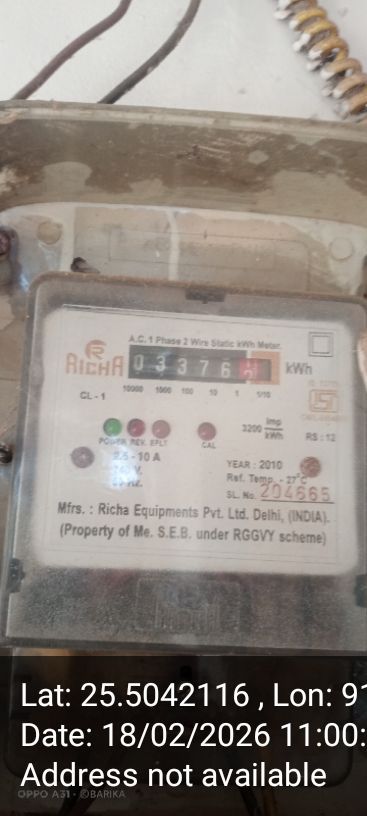 A.C. 1 Phase 2 Wire Static kWh Meter.
RICHA
0 3 3 7 6
kWh
10000 1000 100 10 1 1/10
CL - 1
POWER REV. EFLT
CAL
3200 imp/kWh
RS : 12
- 10 A
YEAR : 2010
Ref. Temp. - 27°C
SL. No. 204665
Mfrs. : Richa Equipments Pvt. Ltd. Delhi, (INDIA).
(Property of Me. S.E.B. under RGGVY scheme)
Lat: 25.5042116 , Lon: 91
Date: 18/02/2026 11:00:
Address not available
OPPO A31 · ©BARIKA